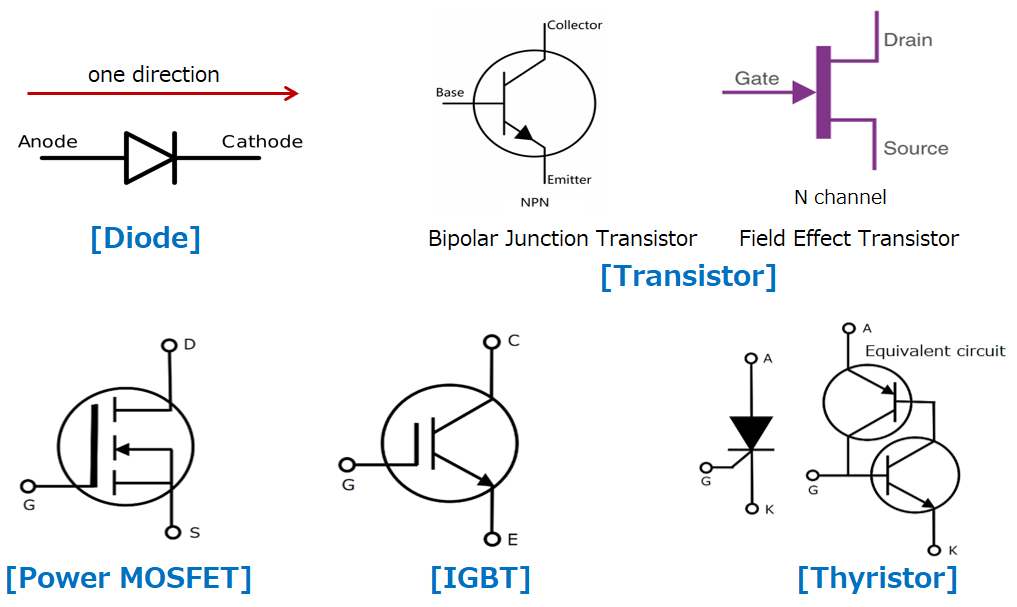 one direction
Anode
Cathode
[Diode]
Collector
Base
Emitter
NPN
Bipolar Junction Transistor
Drain
Gate
Source
N channel
Field Effect Transistor
[Transistor]
D
G
S
[Power MOSFET]
C
G
E
[IGBT]
A
G
K
A
Equivalent circuit
G
K
[Thyristor]